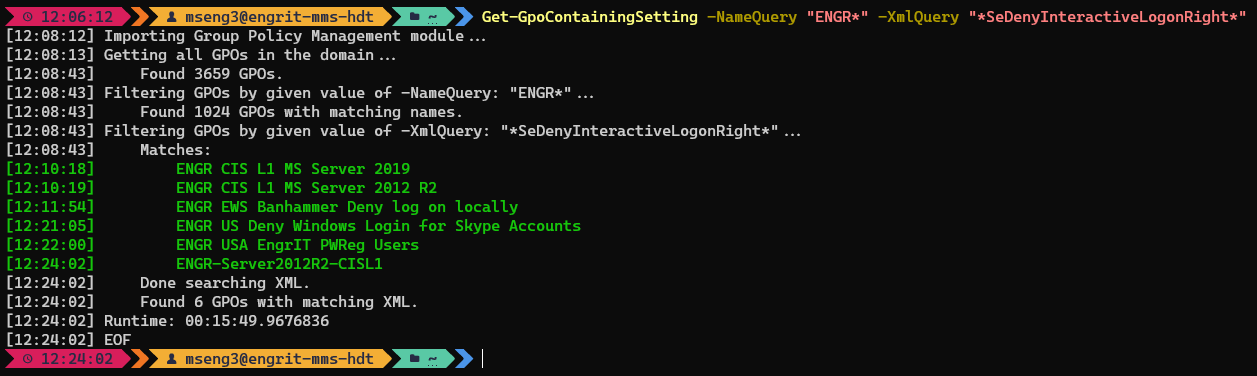 12:06:12 mseng3@engrit-mms-hdt ~ Get-GpoContainingSetting -NameQuery "ENGR*" -XmlQuery "*SeDenyInteractiveLogonRight*"
[12:08:12] Importing Group Policy Management module...
[12:08:13] Getting all GPOs in the domain...
[12:08:43]     Found 3659 GPOs.
[12:08:43] Filtering GPOs by given value of -NameQuery: "ENGR*"...
[12:08:43]     Found 1024 GPOs with matching names.
[12:08:43] Filtering GPOs by given value of -XmlQuery: "*SeDenyInteractiveLogonRight*"...
[12:08:43]     Matches:
[12:10:18]         ENGR CIS L1 MS Server 2019
[12:10:19]         ENGR CIS L1 MS Server 2012 R2
[12:11:54]         ENGR EWS Banhammer Deny log on locally
[12:21:05]         ENGR US Deny Windows Login for Skype Accounts
[12:22:00]         ENGR USA EngrIT PWReg Users
[12:24:02]         ENGR-Server2012R2-CISL1
[12:24:02]     Done searching XML.
[12:24:02]     Found 6 GPOs with matching XML.
[12:24:02] Runtime: 00:15:49.9676836
[12:24:02] EOF
12:24:02 mseng3@engrit-mms-hdt ~